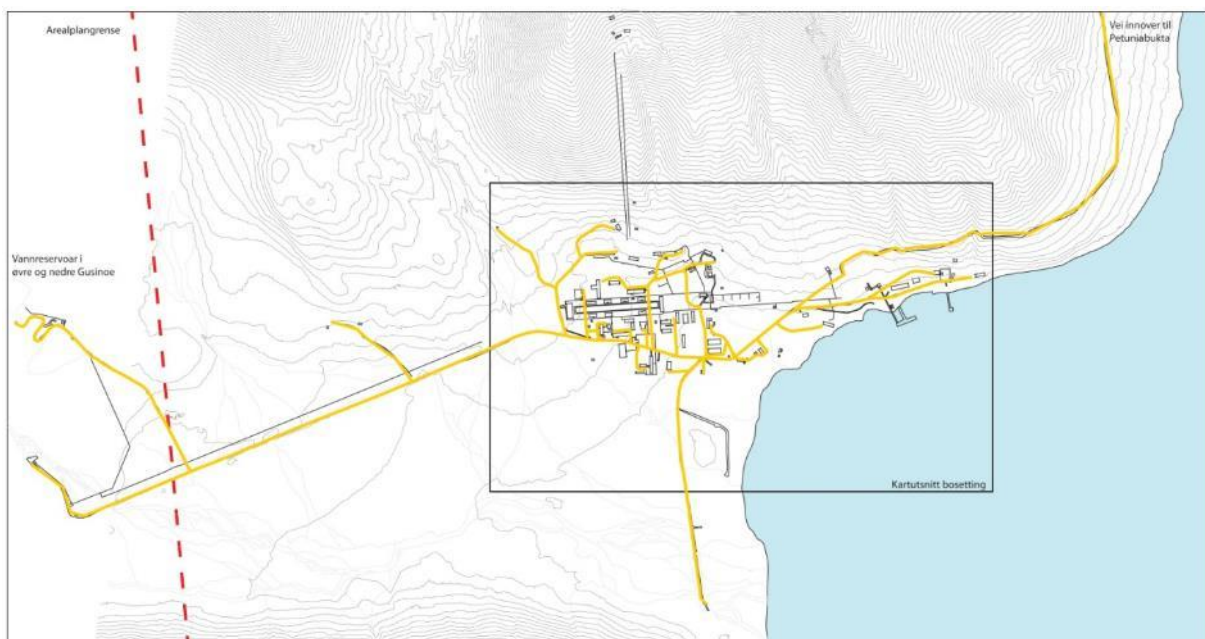 Arealplangrense
Vei innover til
Petuniabukta
Vannreservoar i
øvre og nedre Gusinoe
Kartutsnitt bosetting